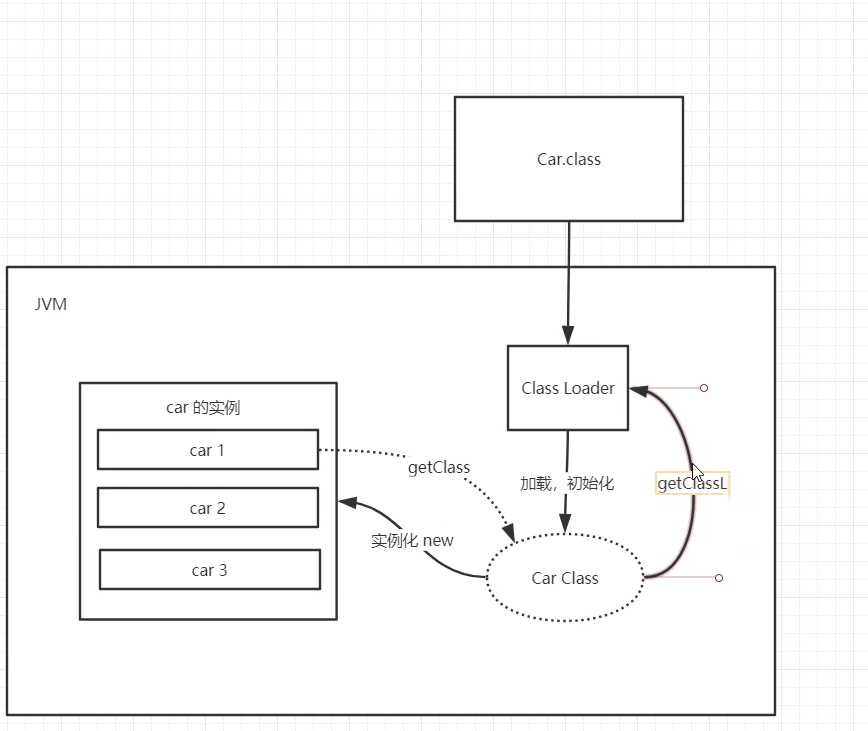 Car.class
JVM
Class Loader
car 的实例
car 1
getClass
加载，初始化
getClassL
car 2
实例化 new
car 3
Car Class